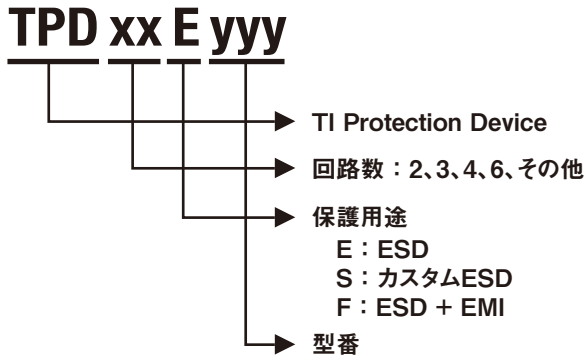 TPD xx E yyy
TI Protection Device
回路数：2、3、4、6、その他
保護用途
E：ESD
S：カスタムESD
F：ESD + EMI
型番